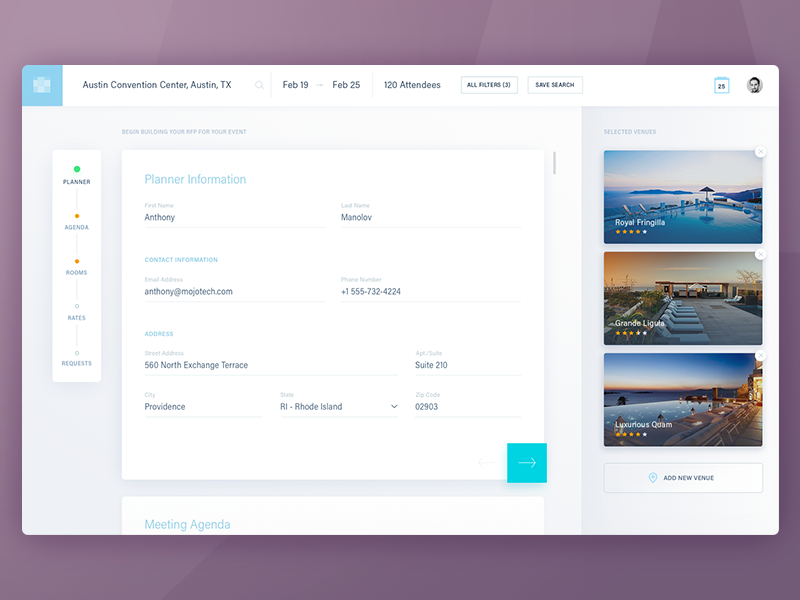 Austin Convention Center, Austin, TX
Feb 19 → Feb 25
120 Attendees
ALL FILTERS (3)
SAVE SEARCH
25
BEGIN BUILDING YOUR RFP FOR YOUR EVENT
PLANNER
AGENDA
ROOMS
RATES
REQUESTS
Planner Information
First Name
Last Name
Anthony
Manolov
CONTACT INFORMATION
Email Address
Phone Number
anthony@mojotech.com
+1 555-732-4224
ADDRESS
Street Address
Apt./Suite
560 North Exchange Terrace
Suite 210
City
State
Zip Code
Providence
RI - Rhode Island
02903
Meeting Agenda
SELECTED VENUES
Royal Fringilla
Grande Ligula
Luxurious Quam
ADD NEW VENUE